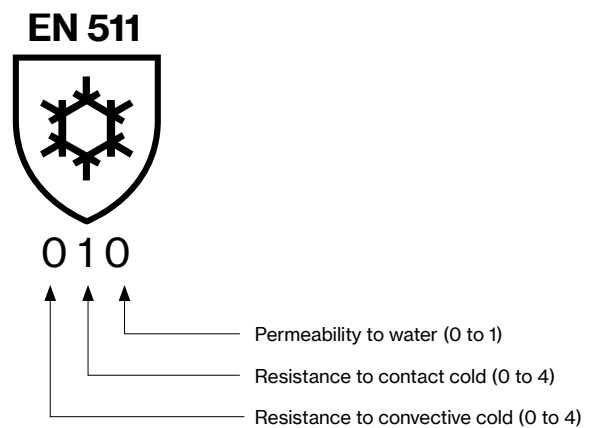 EN 511
0 1 0
Permeability to water (0 to 1)
Resistance to contact cold (0 to 4)
Resistance to convective cold (0 to 4)